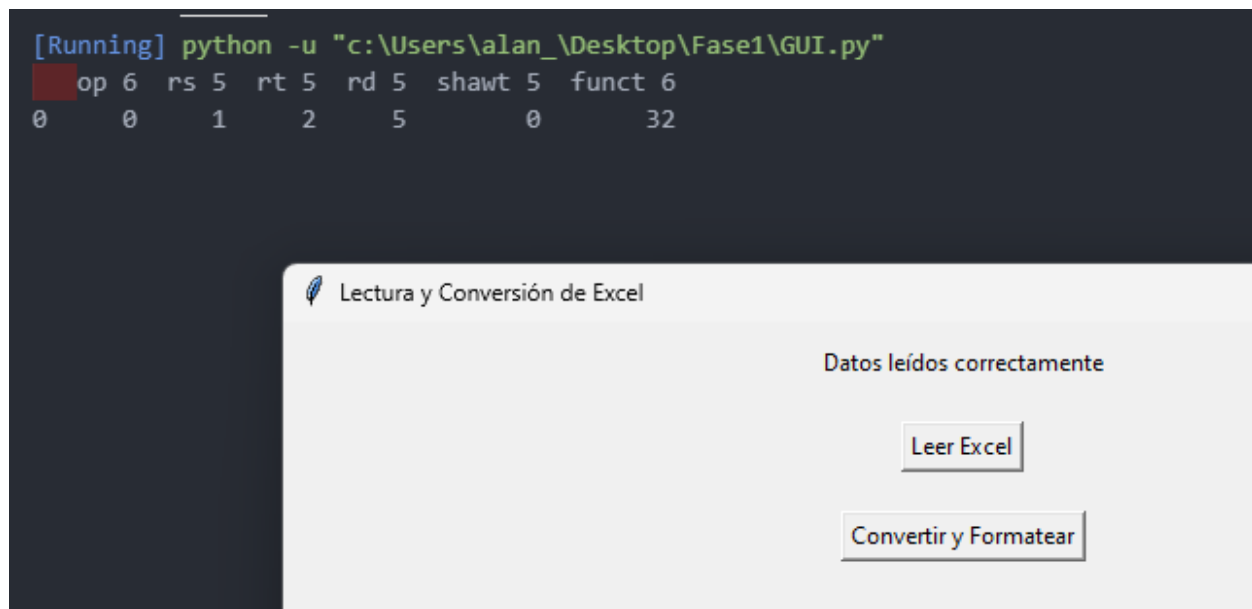 [Running] python -u "c:\Users\alan_\Desktop\Fase1\GUI.py"
op 6 rs 5 rt 5 rd 5 shawt 5 funct 6
0 0 1 2 5 0 32
Lectura y Conversión de Excel
Datos leídos correctamente
Leer Excel
Convertir y Formatear